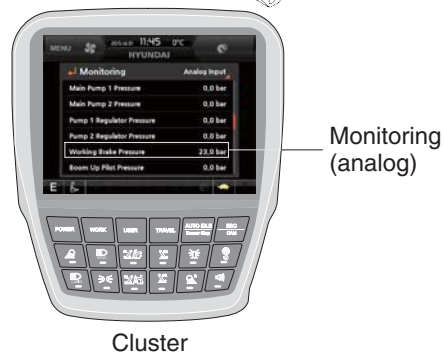 MENU 11:45 0°C
HYUNDAI
Monitoring Analog Input
Main Pump 1 Pressure 0,0 bar
Main Pump 2 Pressure 0,0 bar
Pump 1 Regulator Pressure 0,0 bar
Pump 2 Regulator Pressure 0,0 bar
Working Brake Pressure 23,0 bar
Boom Up Pilot Pressure 0,0 bar
E
Monitoring
(analog)
POWER WORK USER TRAVEL AUTO IDLE ESC
Buzzer Stop CAM
Cluster